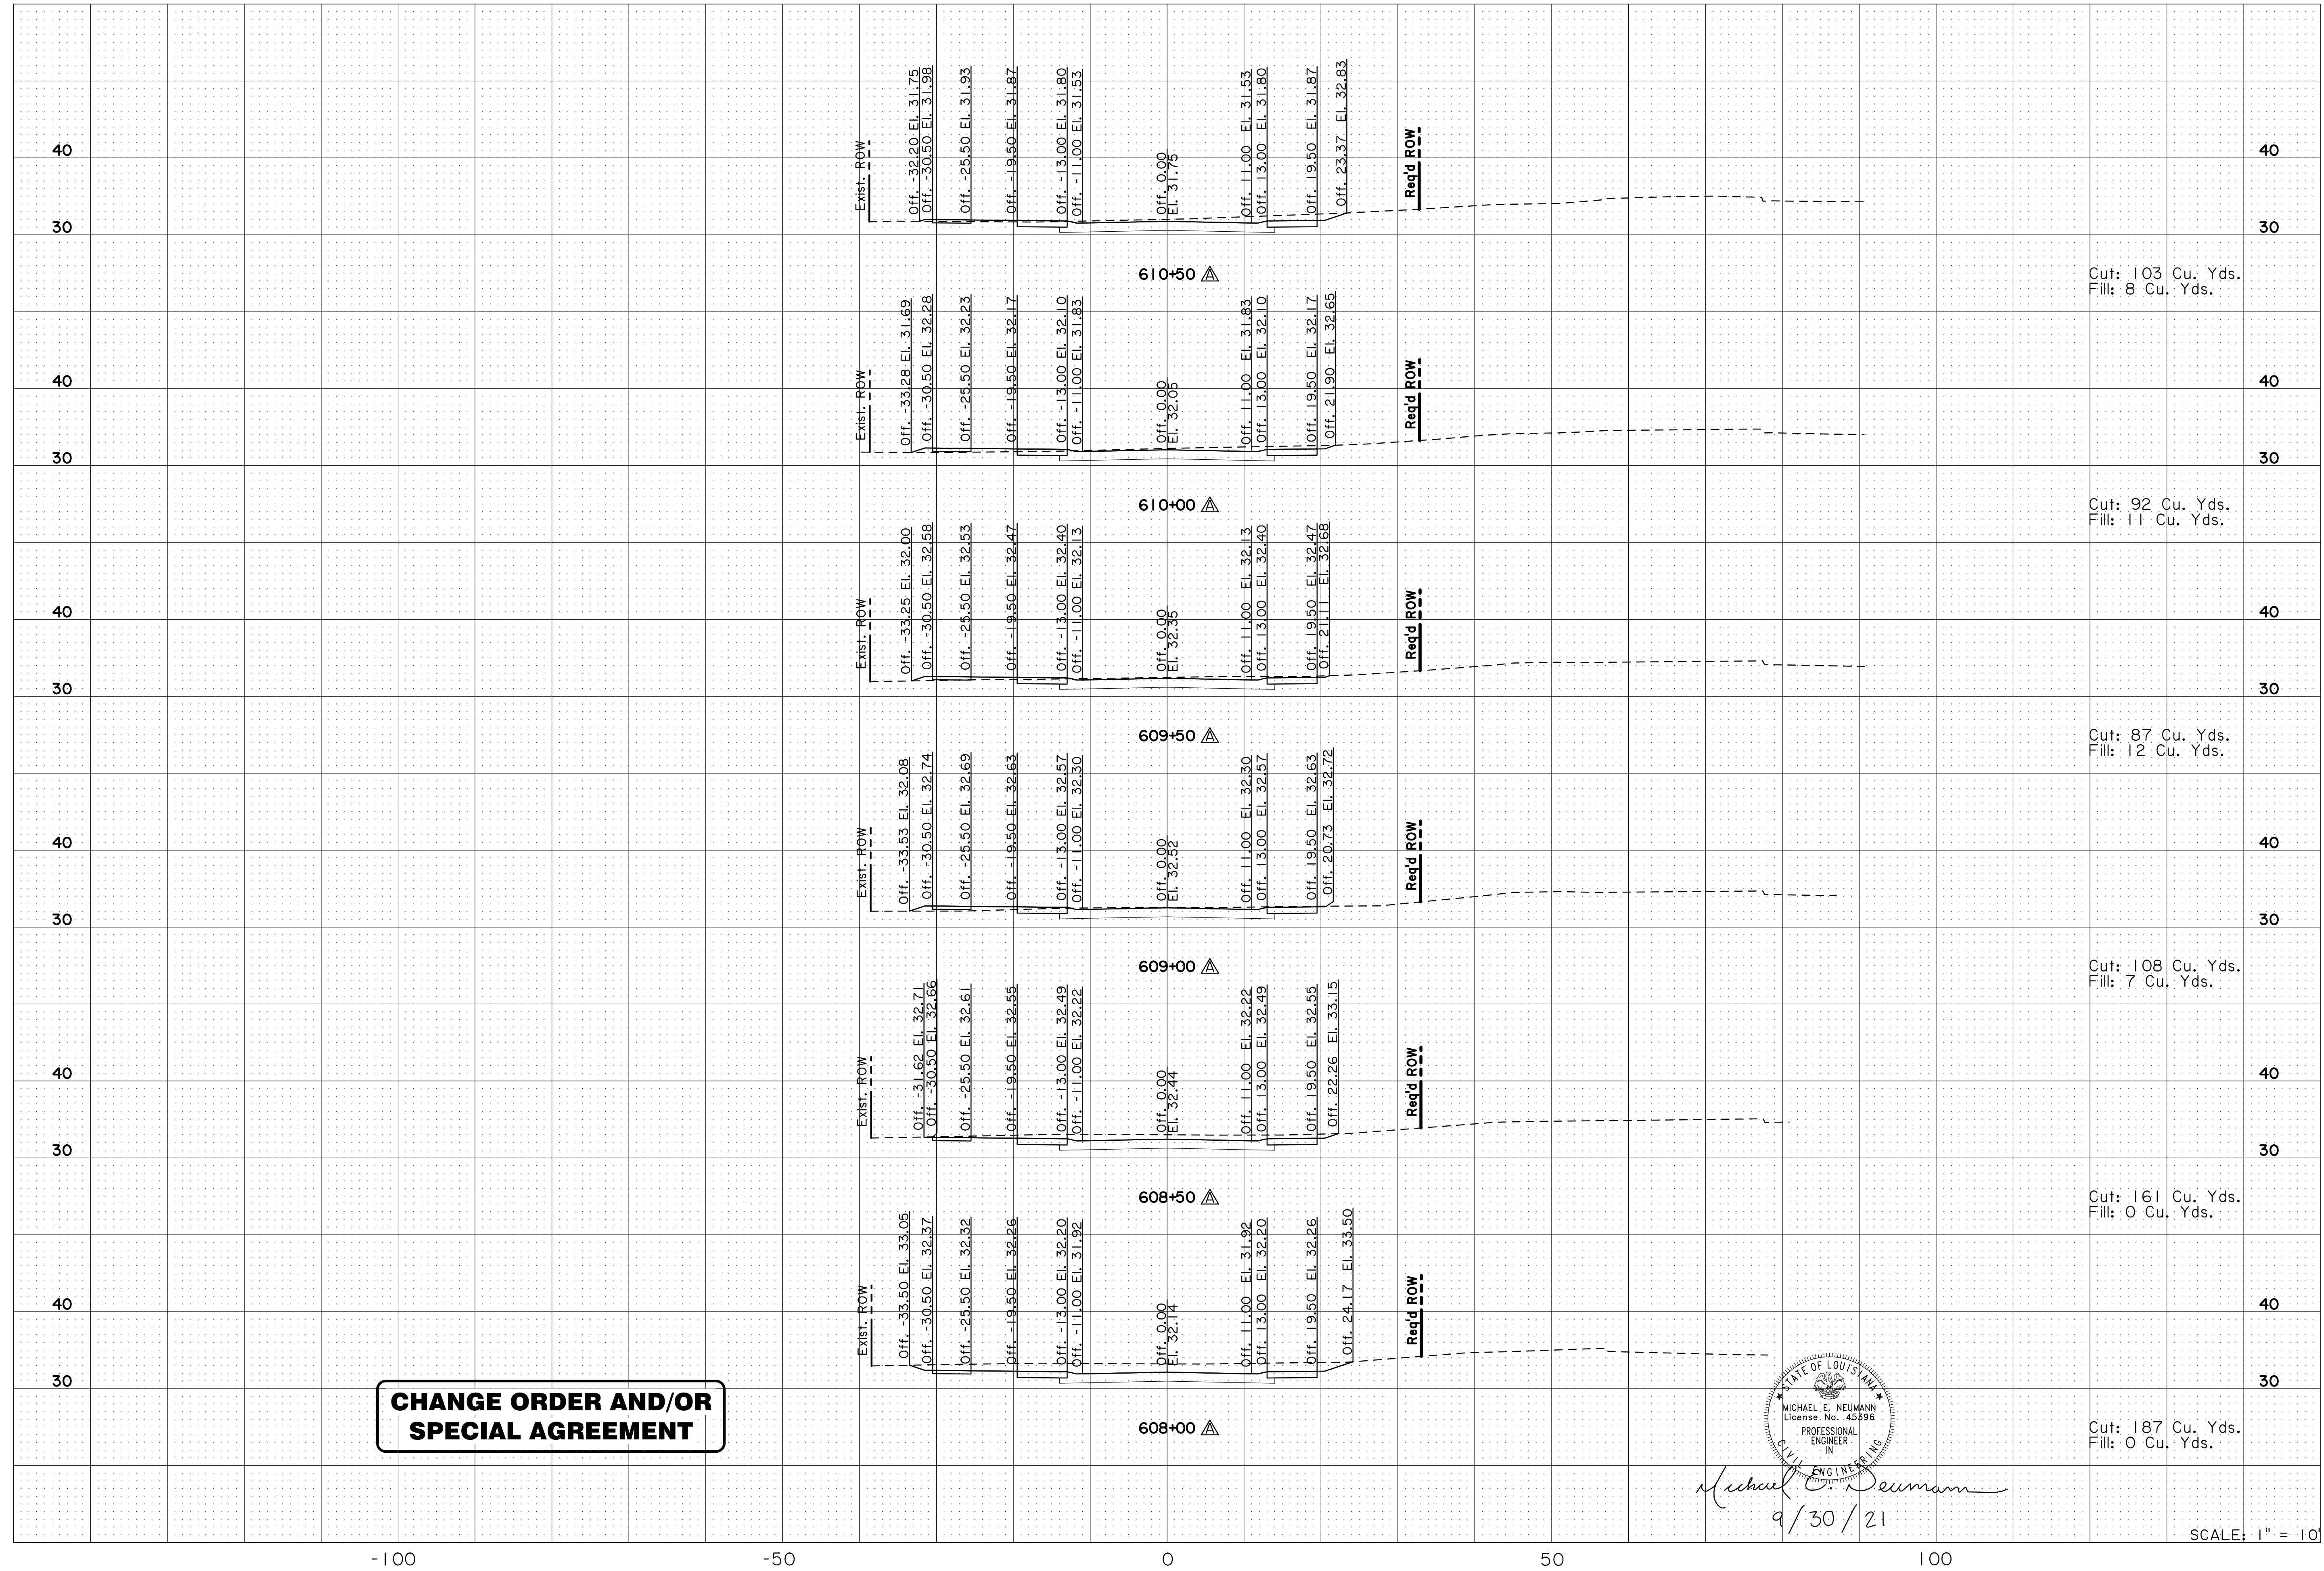 Exist. ROW
Off. -32.20 El. 31.75
Off. -30.50 El. 31.98
Off. -25.50 El. 31.93
Off. -19.50 El. 31.87
Off. -13.00 El. 31.80
Off. -11.00 El. 31.53
Off. 0.00
El. 31.75
Off. 11.00 El. 31.53
Off. 13.00 El. 31.80
Off. 19.50 El. 31.87
Off. 23.37 El. 32.83
Req'd ROW
40 40
30 30
610+50 A
Cut: 103 Cu. Yds.
Fill: 8 Cu. Yds.
Exist. ROW
Off. -33.28 El. 31.69
Off. -30.50 El. 32.28
Off. -25.50 El. 32.23
Off. -19.50 El. 32.17
Off. -13.00 El. 32.10
Off. -11.00 El. 31.83
Off. 0.00
El. 32.05
Off. 11.00 El. 31.83
Off. 13.00 El. 32.10
Off. 19.50 El. 32.17
Off. 21.90 El. 32.65
Req'd ROW
40 40
30 30
610+00 A
Cut: 92 Cu. Yds.
Fill: 11 Cu. Yds.
Exist. ROW
Off. -33.25 El. 32.00
Off. -30.50 El. 32.58
Off. -25.50 El. 32.53
Off. -19.50 El. 32.47
Off. -13.00 El. 32.40
Off. -11.00 El. 32.13
Off. 0.00
El. 32.35
Off. 11.00 El. 32.13
Off. 13.00 El. 32.40
Off. 19.50 El. 32.47
Off. 21.11 El. 32.68
Req'd ROW
40 40
30 30
609+50 A
Cut: 87 Cu. Yds.
Fill: 12 Cu. Yds.
Exist. ROW
Off. -33.53 El. 32.08
Off. -30.50 El. 32.74
Off. -25.50 El. 32.69
Off. -19.50 El. 32.63
Off. -13.00 El. 32.57
Off. -11.00 El. 32.30
Off. 0.00
El. 32.52
Off. 11.00 El. 32.30
Off. 13.00 El. 32.57
Off. 19.50 El. 32.63
Off. 20.73 El. 32.72
Req'd ROW
40 40
30 30
609+00 A
Cut: 108 Cu. Yds.
Fill: 7 Cu. Yds.
Exist. ROW
Off. -31.62 El. 32.71
Off. -30.50 El. 32.66
Off. -25.50 El. 32.61
Off. -19.50 El. 32.55
Off. -13.00 El. 32.49
Off. -11.00 El. 32.22
Off. 0.00
El. 32.44
Off. 11.00 El. 32.22
Off. 13.00 El. 32.49
Off. 19.50 El. 32.55
Off. 22.26 El. 33.15
Req'd ROW
40 40
30 30
608+50 A
Cut: 161 Cu. Yds.
Fill: 0 Cu. Yds.
Exist. ROW
Off. -33.50 El. 33.05
Off. -30.50 El. 32.37
Off. -25.50 El. 32.32
Off. -19.50 El. 32.26
Off. -13.00 El. 32.20
Off. -11.00 El. 31.92
Off. 0.00
El. 32.14
Off. 11.00 El. 31.92
Off. 13.00 El. 32.20
Off. 19.50 El. 32.26
Off. 24.17 El. 33.50
Req'd ROW
40 40
30 30
608+00 A
Cut: 187 Cu. Yds.
Fill: 0 Cu. Yds.
CHANGE ORDER AND/OR
SPECIAL AGREEMENT
STATE OF LOUISIANA
MICHAEL E. NEUMANN
License No. 45396
PROFESSIONAL
ENGINEER
IN
CIVIL ENGINEERING
Michael E. Neumann
9/30/21
SCALE: 1" = 10'
-100 -50 0 50 100